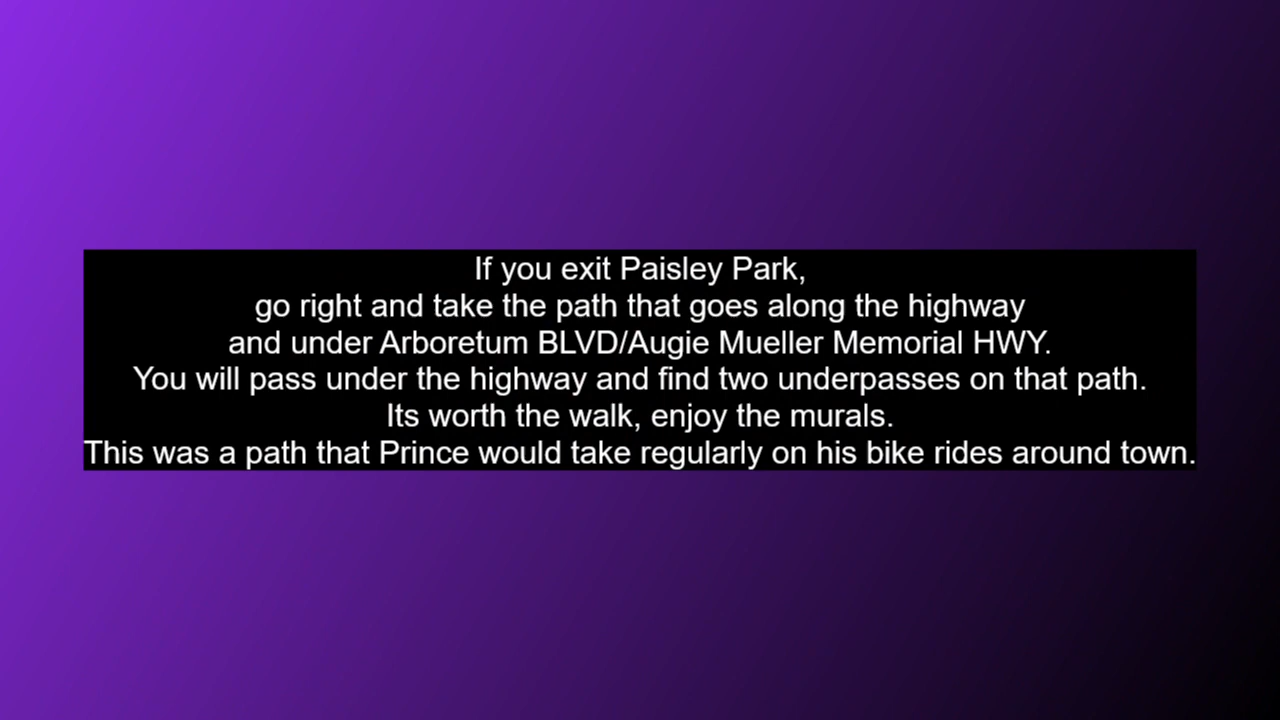 If you exit Paisley Park,
go right and take the path that goes along the highway
and under Arboretum BLVD/Augie Mueller Memorial HWY.
You will pass under the highway and find two underpasses on that path.
Its worth the walk, enjoy the murals.
This was a path that Prince would take regularly on his bike rides around town.